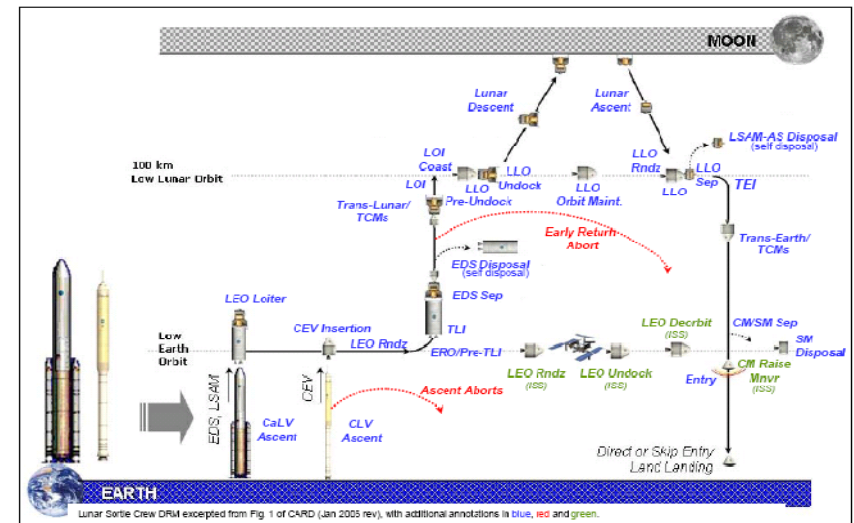 MOON
Lunar
Descent
Lunar
Ascent
LSAM-AS Disposal
(self disposal)
100 km
Low Lunar Orbit
LOI
Coast
LOI
LLO
Undock
LLO
Pre-Undock
LLO
Orbit Maint.
LLO
Rndz
LLO
LLO
Sep
TEI
Trans-Lunar/
TCMs
Early Return
Abort
Trans-Earth/
TCMs
EDS Disposal
(self disposal)
EDS Sep
LEO Loiter
CEV Insertion
TLI
LEO Rndz
ERO/Pre-TLI
Low
Earth
Orbit
LEO Deorbit
(ISS)
CM/SM Sep
SM
Disposal
LEO Rndz
(ISS)
LEO Undock
(ISS)
Entry
CM Raise
Mnvr
(ISS)
EDS, LSAM
CEV
Ascent Aborts
CaLV
Ascent
CLV
Ascent
Direct or Skip Entry
Land Landing
EARTH
Lunar Sortie Crew DRM excerpted from Fig. 1 of CARD (Jan 2006 rev), with additional annotations in blue, red and green.